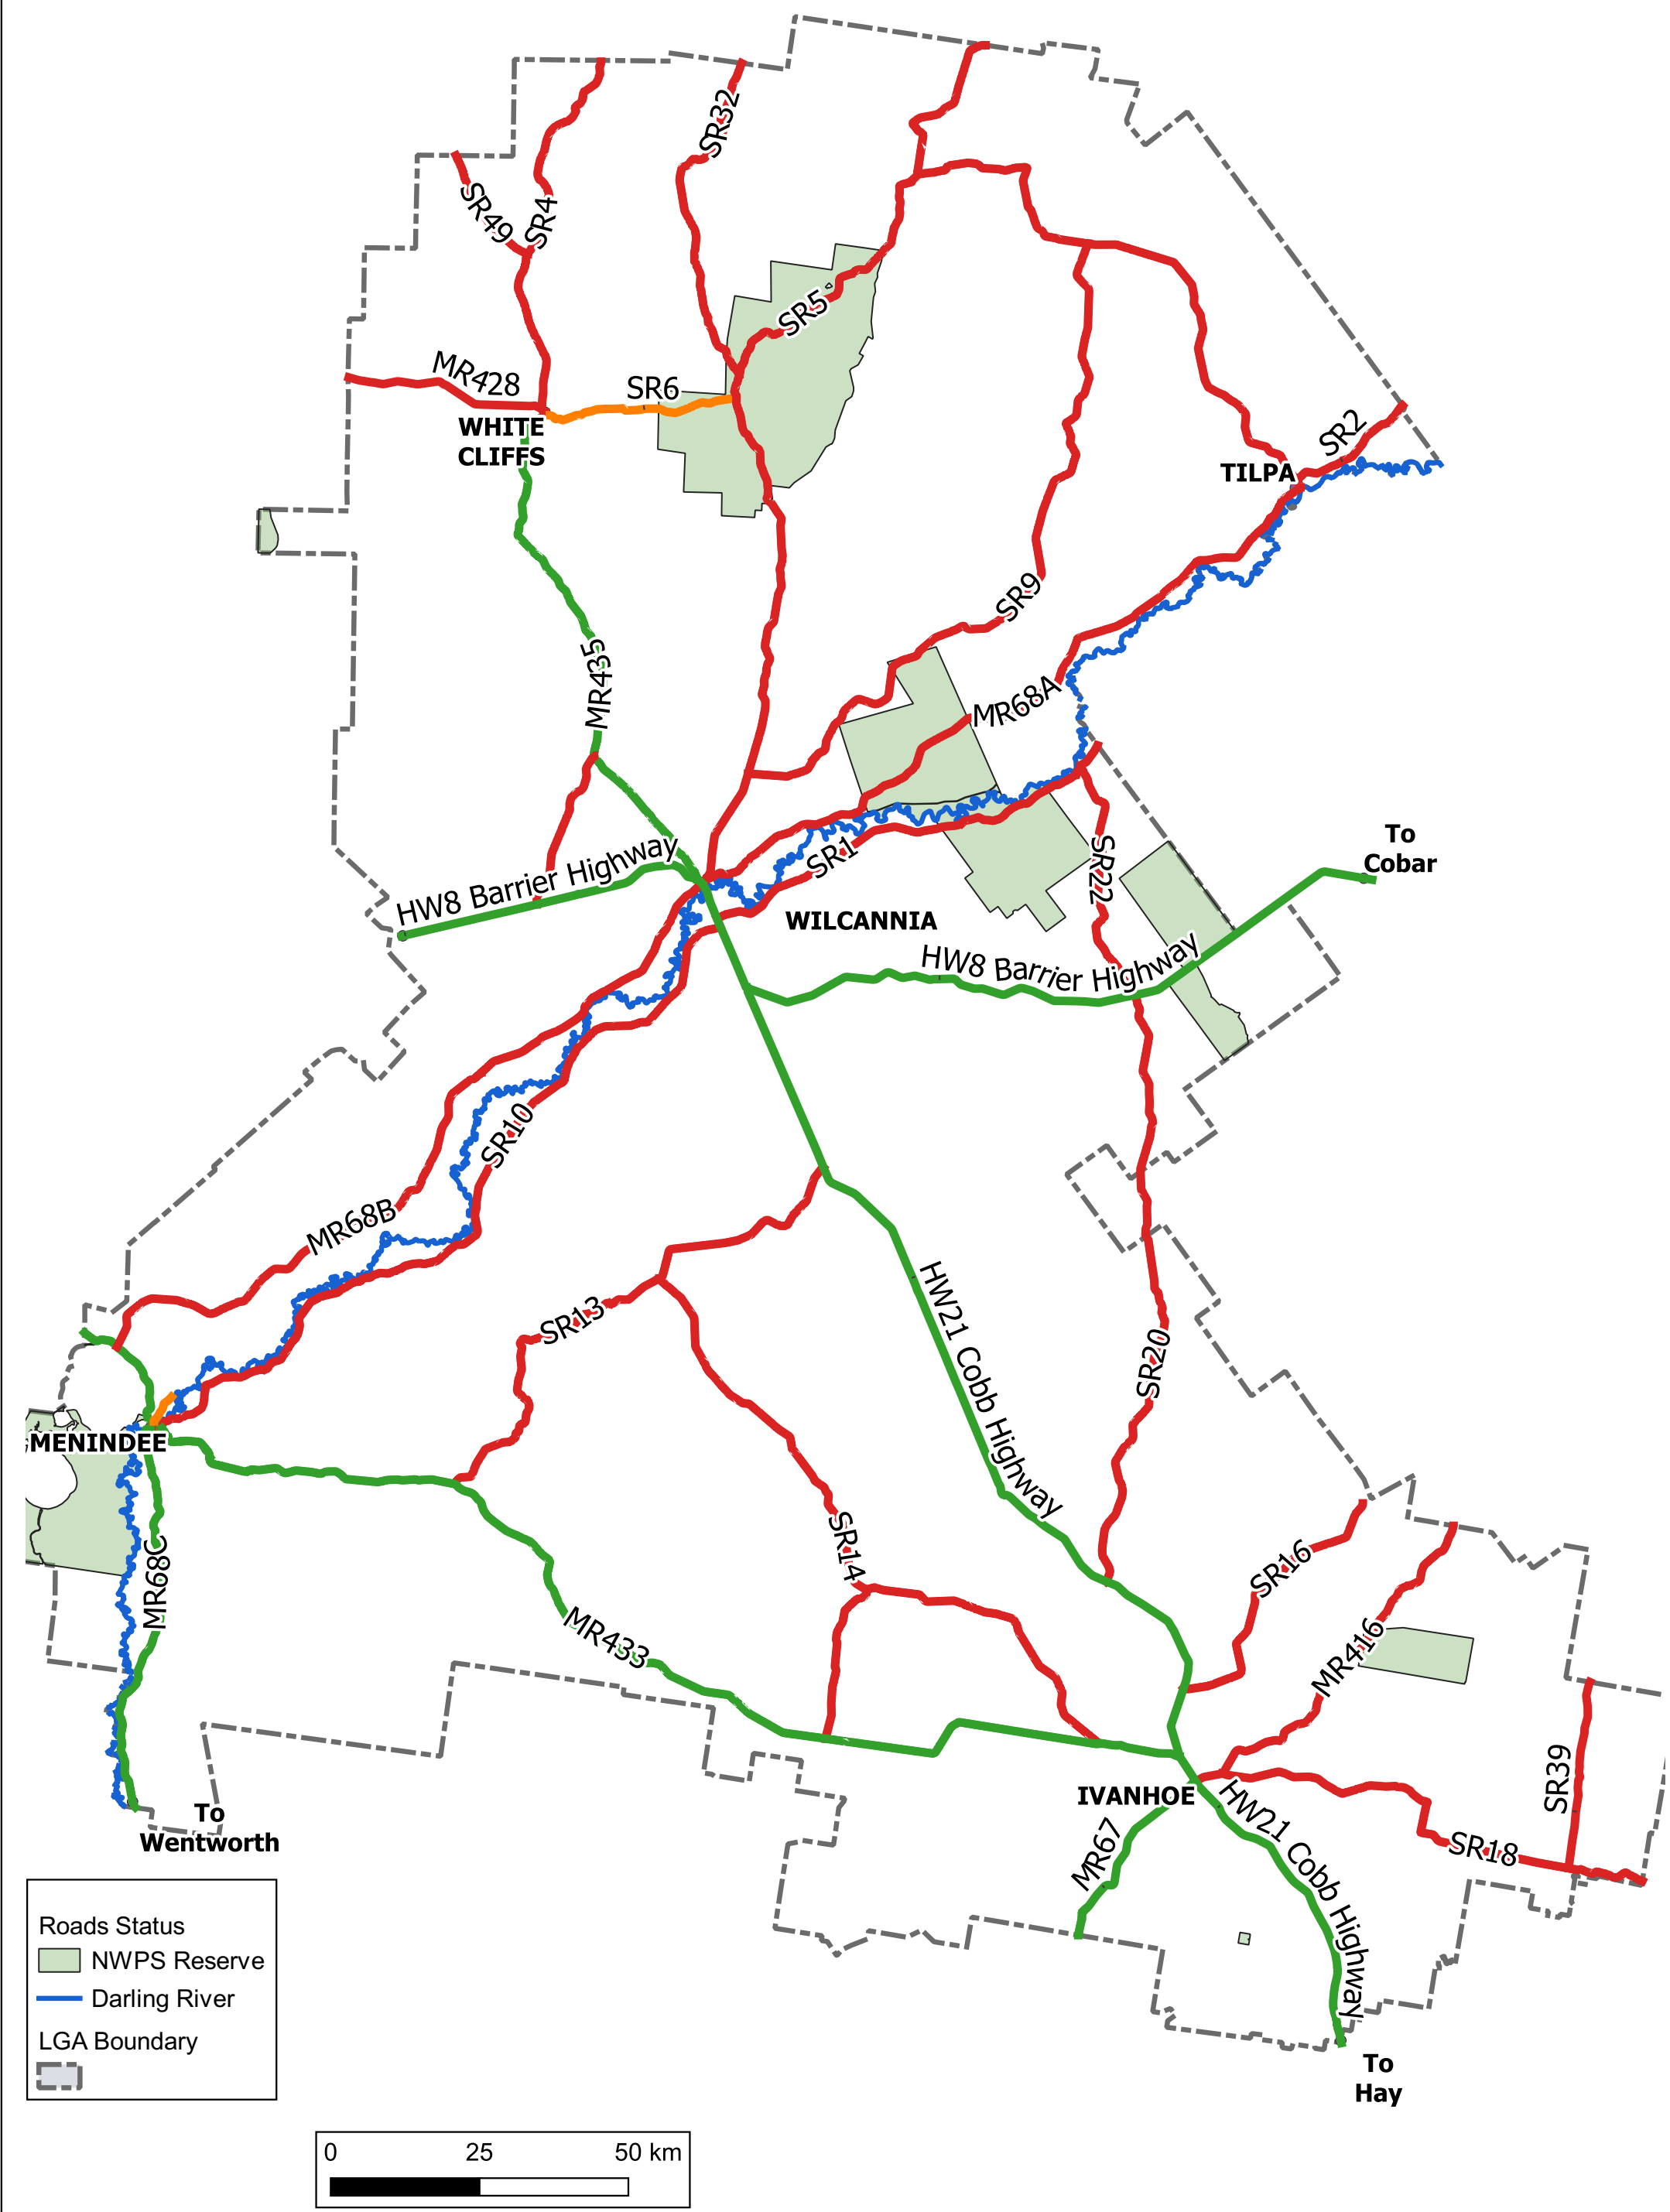 SR32
SR49
SR4
SR5
MR428
SR6
WHITE
CLIFFS
SR2
TILPA
SR9
MR435
MR68A
To
Cobar
SR1
SR22
HW8 Barrier Highway
WILCANNIA
HW8 Barrier Highway
SR10
MR68B
HW21 Cobb Highway
SR13
SR20
MENINDEE
SR14
SR16
MR68C
MR433
MR416
SR39
IVANHOE
HW21 Cobb Highway
To
Wentworth
MR67
SR18
Roads Status
NWPS Reserve
Darling River
LGA Boundary
To
Hay
0 25 50 km